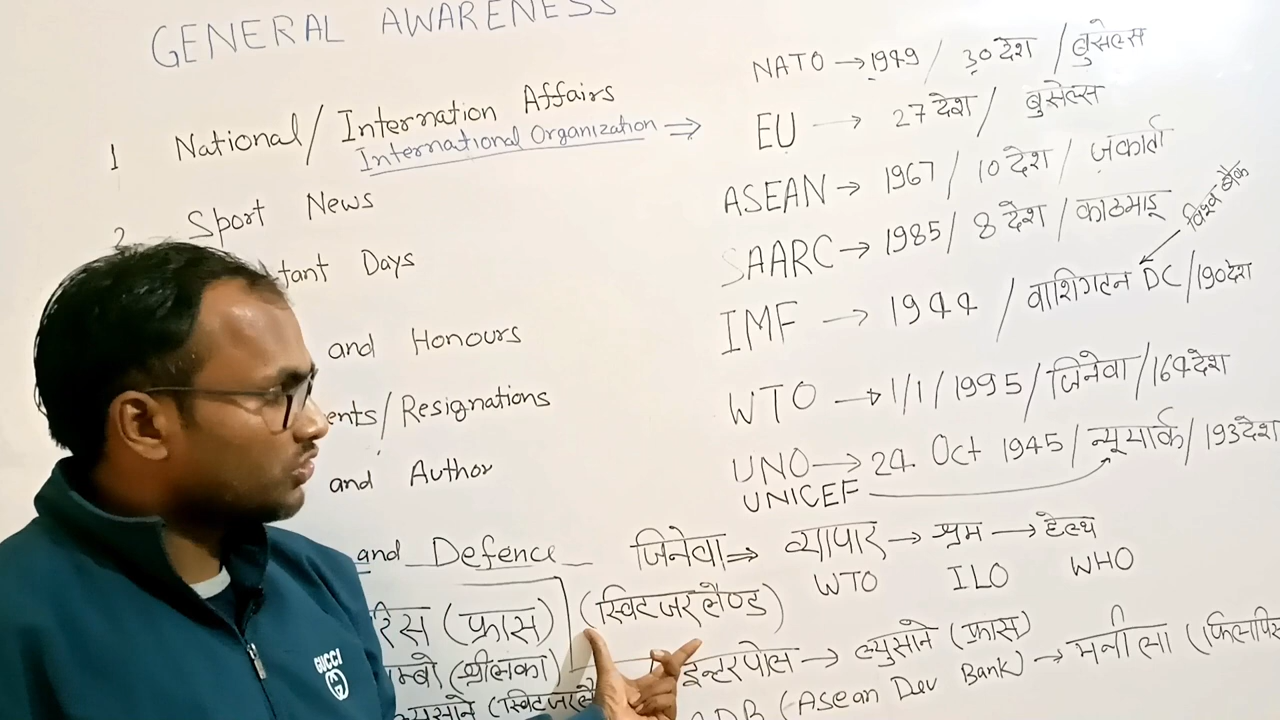 GENERAL AWARENESS
1 National/Internation Affairs
International Organization ⇒
2 Sport News
tant Days
and Honours
ents/Resignations
and Author
and Defence
रिस (फ्रांस)
म्बो (श्रीलंका)
ल्युसाने (स्विटजरलै
NATO → 1949 / 30 देश / ब्रुसेल्स
EU → 27 देश / ब्रुसेल्स
ASEAN → 1967 / 10 देश / जकार्ता
SAARC → 1985 / 8 देश / काठमाडू
विश्व बैंक
IMF → 1944 / वाशिंगटन DC / 190 देश
WTO → 1/1/1995 / जिनेवा / 164 देश
UNO → 24 Oct 1945 / न्यूयार्क / 193 देश
UNICEF
जिनेवा ⇒ व्यापार → श्रम → हेल्थ
WTO ILO WHO
(स्विटजरलैण्ड)
इन्टरपोल → ल्युसोने (फ्रांस)
ADB (Asean Dev Bank) → मनीला (फिलिपिंस
GUCCI